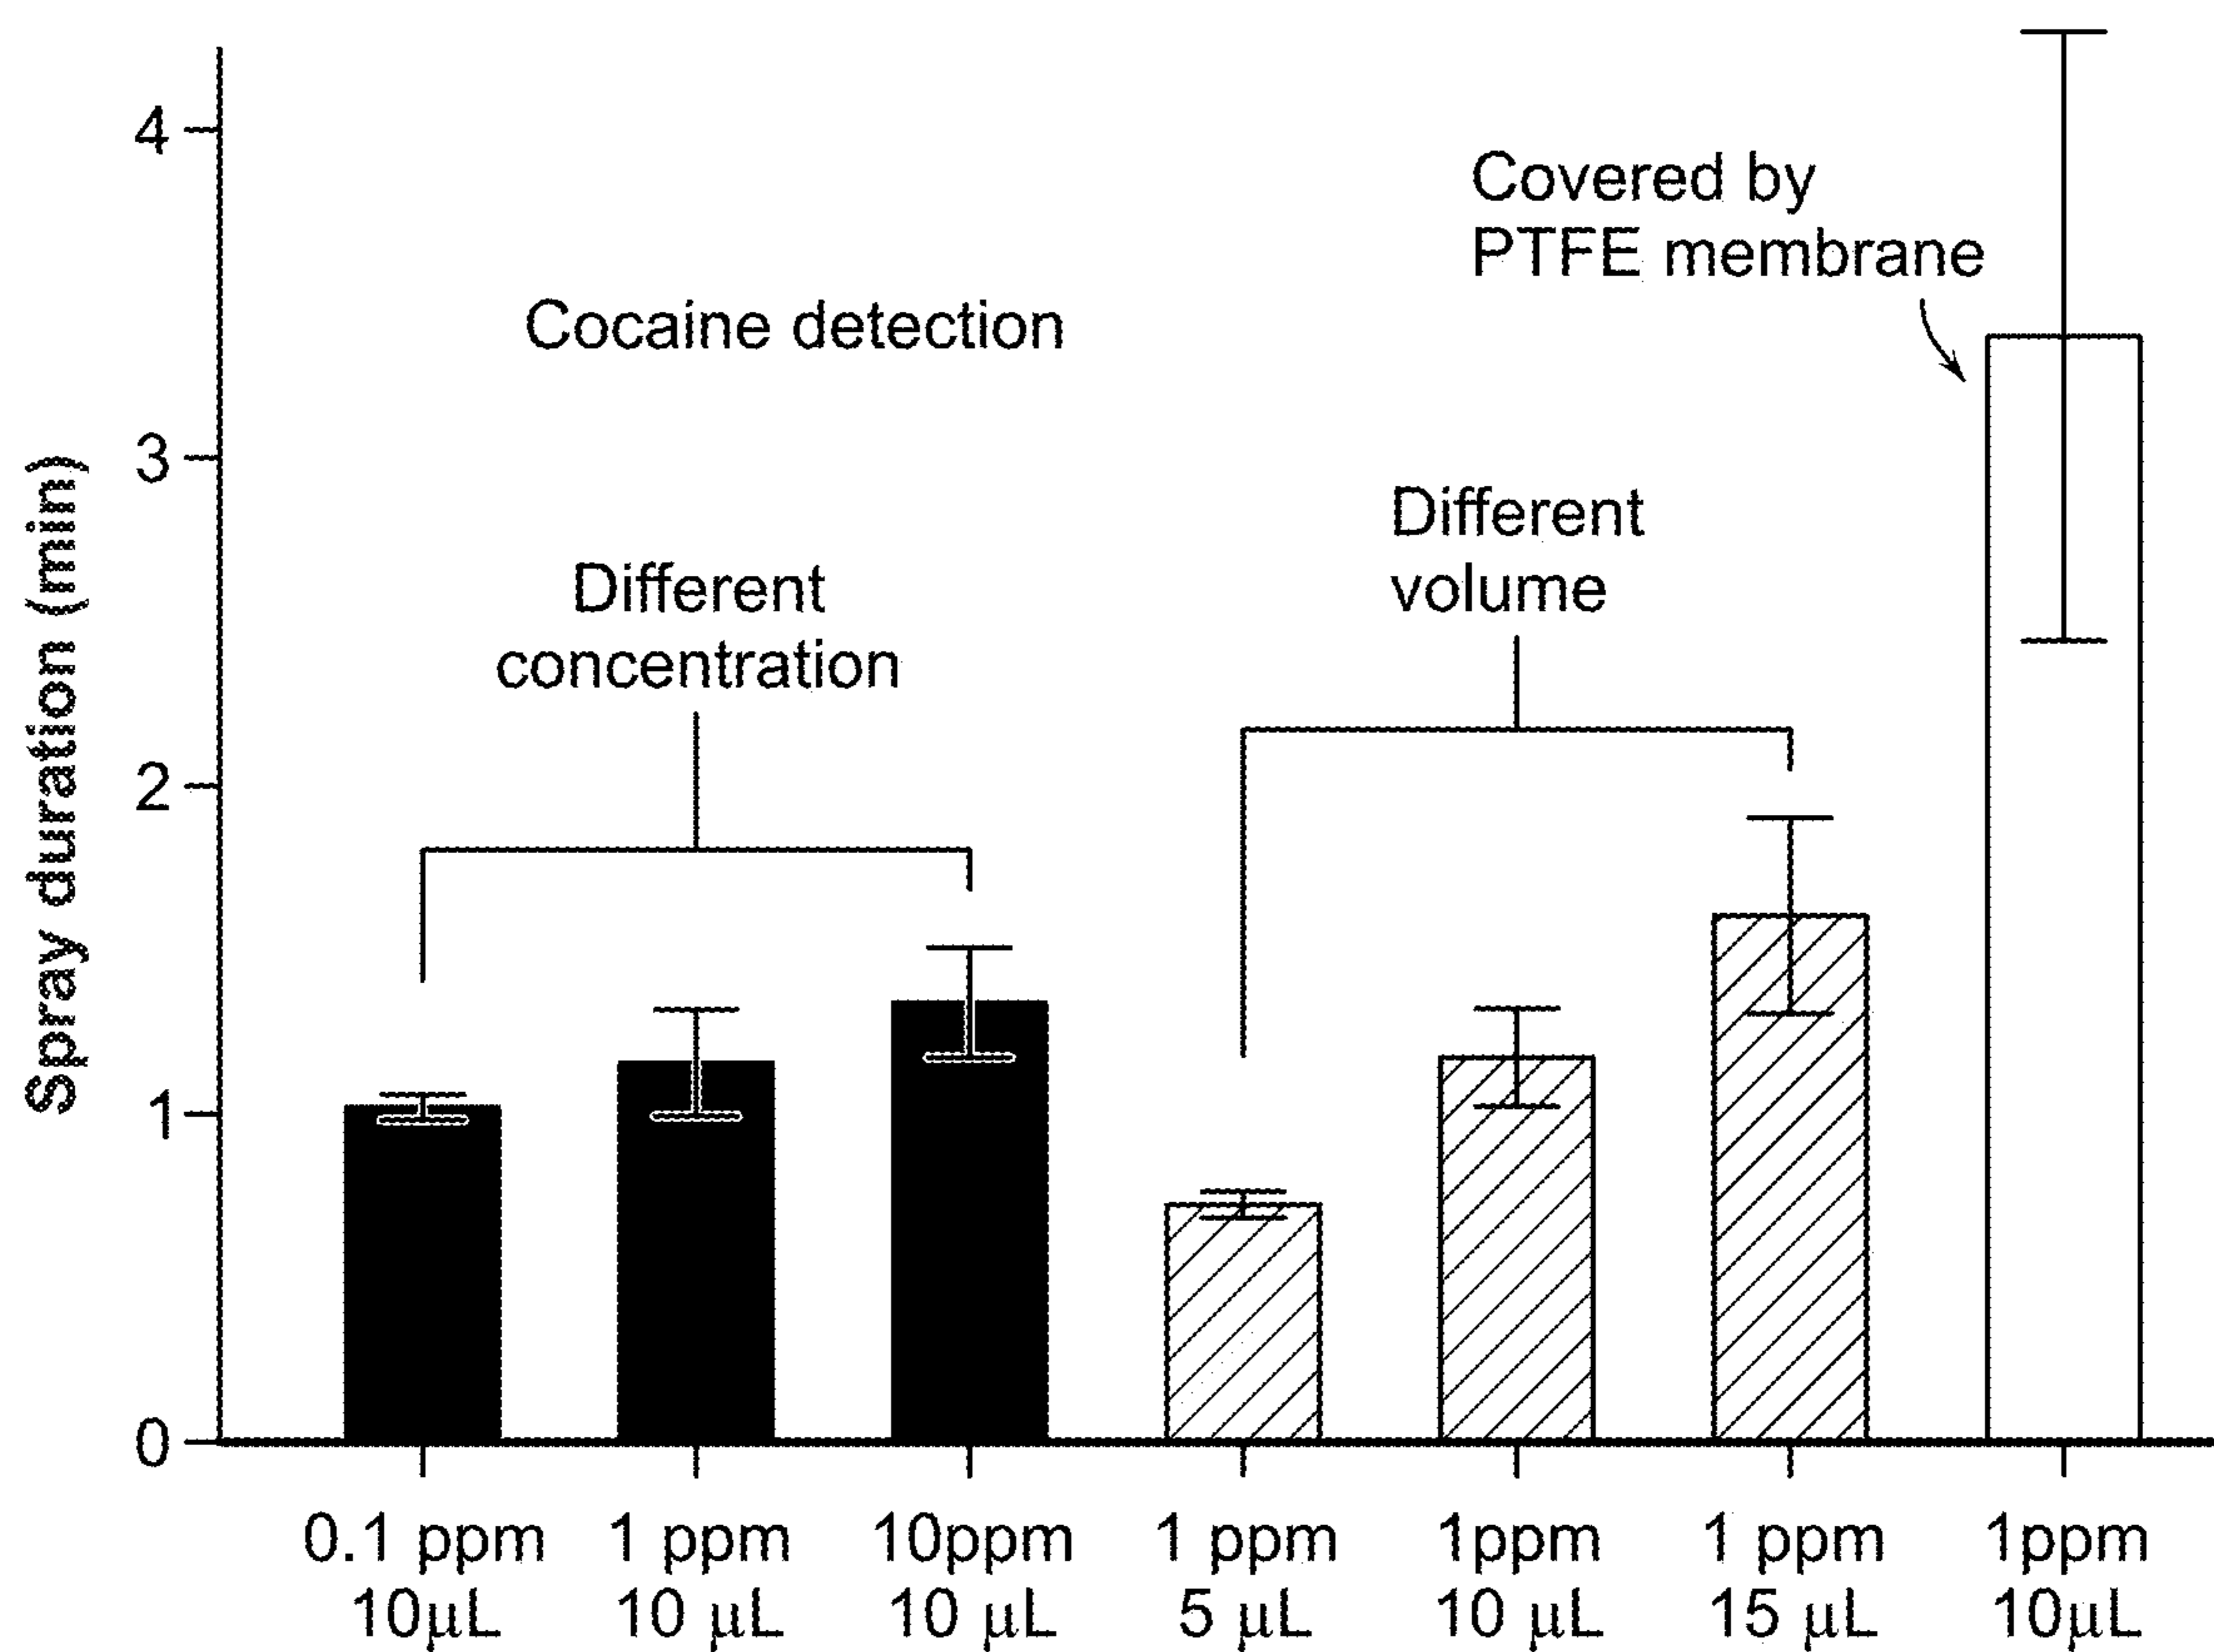 Spray duration (min)
4
3
2
1
0
Cocaine detection
Different
concentration
Different
volume
Covered by
PTFE membrane
0.1 ppm
10μL
1 ppm
10 μL
10ppm
10 μL
1 ppm
5 μL
1ppm
10 μL
1 ppm
15 μL
1ppm
10μL